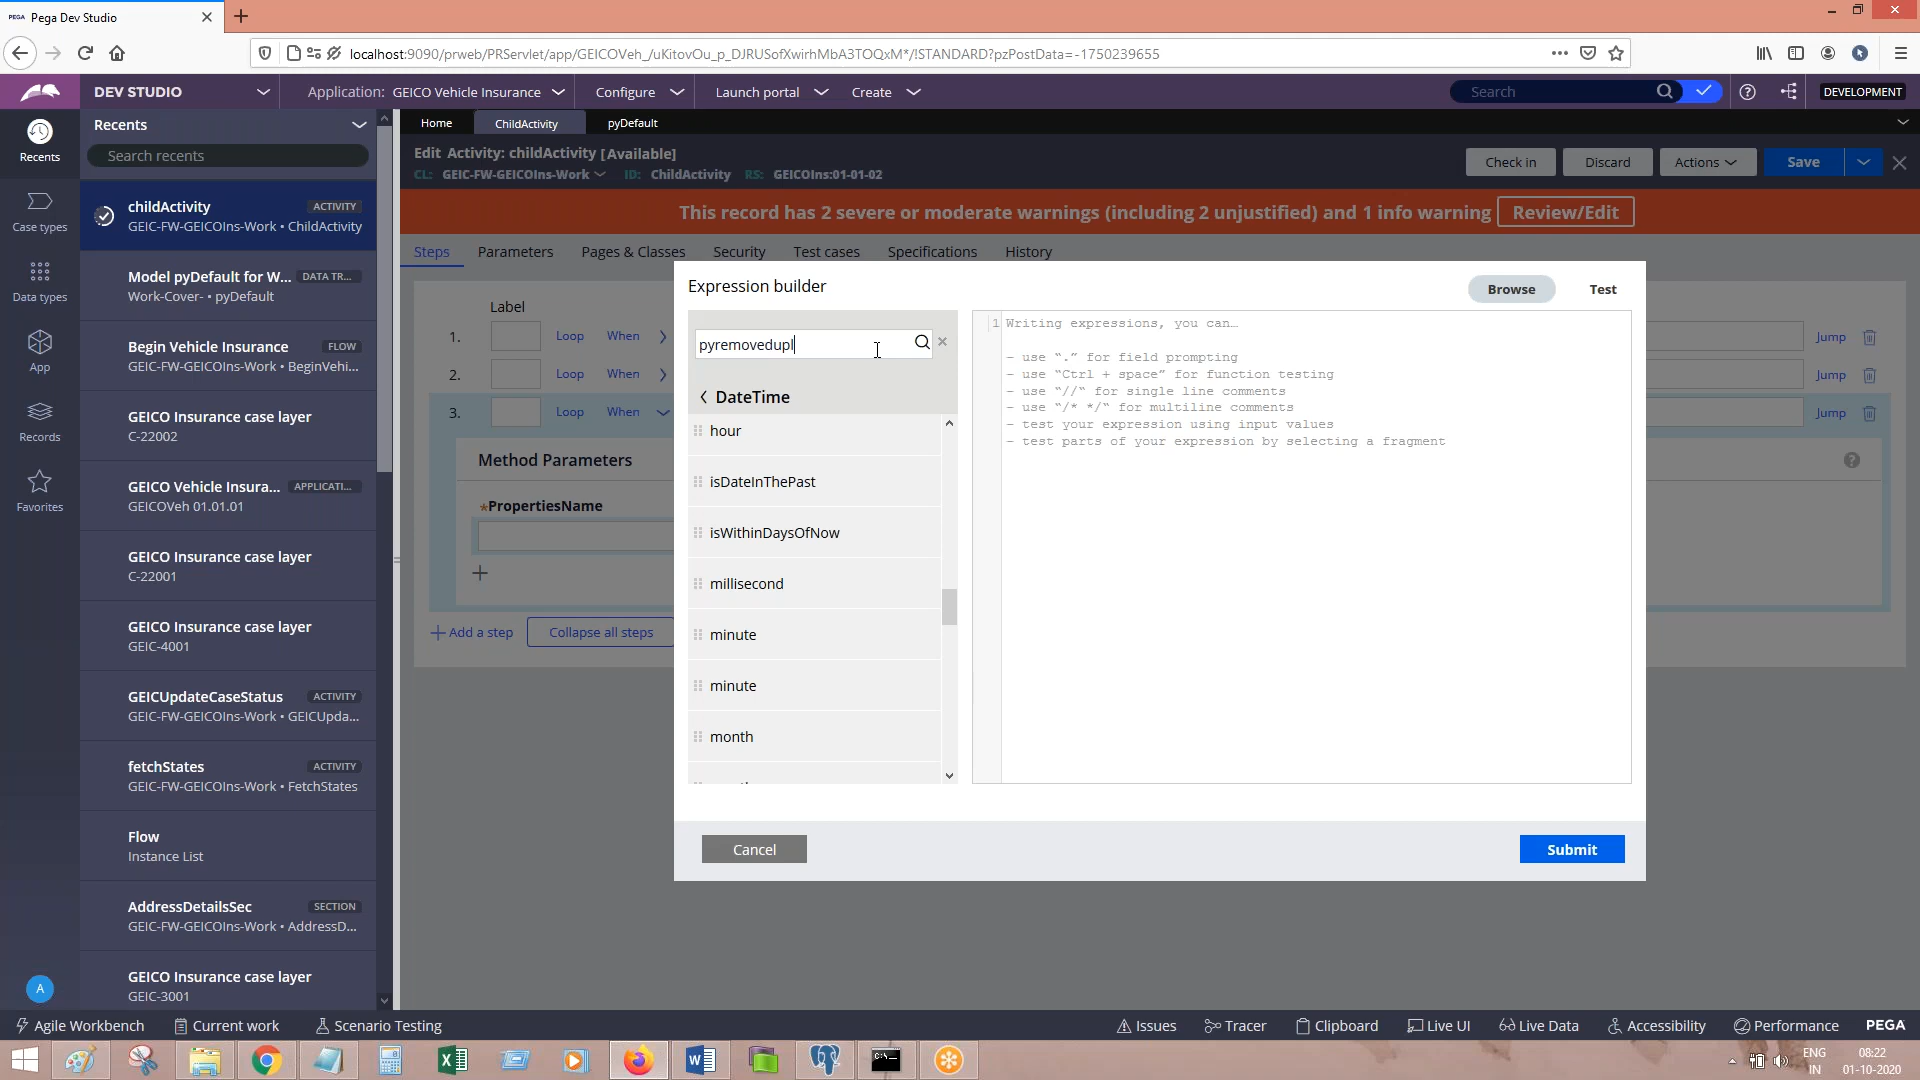 PEGA Pega Dev Studio
localhost:9090/prweb/PRServlet/app/GEICOVeh_/uKitovOu_p_DJRUSofXwirhMbA3TOQxM*/!STANDARD?pzPostData=-1750239655
DEV STUDIO
Application: GEICO Vehicle Insurance
Configure
Launch portal
Create
Search
DEVELOPMENT
Recents
Data types
Case types
App
Records
Favorites
A
Recents
Search recents
childActivity ACTIVITY
GEIC-FW-GEICOIns-Work • ChildActivity
Model pyDefault for W... DATA TR...
Work-Cover- • pyDefault
Begin Vehicle Insurance FLOW
GEIC-FW-GEICOIns-Work • BeginVehi...
GEICO Insurance case layer
C-22002
GEICO Vehicle Insura... APPLICATI...
GEICOVeh 01.01.01
GEICO Insurance case layer
C-22001
GEICO Insurance case layer
GEIC-4001
GEICUpdateCaseStatus ACTIVITY
GEIC-FW-GEICOIns-Work • GEICUpda...
fetchStates ACTIVITY
GEIC-FW-GEICOIns-Work • FetchStates
Flow
Instance List
AddressDetailsSec SECTION
GEIC-FW-GEICOIns-Work • AddressD...
GEICO Insurance case layer
GEIC-3001
Home
ChildActivity
pyDefault
Edit Activity: childActivity [Available]
CL: GEIC-FW-GEICOIns-Work ID: ChildActivity RS: GEICOIns:01-01-02
Check in
Discard
Actions
Save
This record has 2 severe or moderate warnings (including 2 unjustified) and 1 info warning
Review/Edit
Steps
Parameters
Pages & Classes
Security
Test cases
Specifications
History
Label
1. Loop When Jump
2. Loop When Jump
3. Loop When Jump
Method Parameters
*PropertiesName
+ Add a step
Collapse all steps
Expression builder
Browse
Test
pyremovedupl
DateTime
hour
isDateInThePast
isWithinDaysOfNow
millisecond
minute
minute
month
1 Writing expressions, you can…
- use “.” for field prompting
- use “Ctrl + space” for function testing
- use “//“ for single line comments
- use “/* */“ for multiline comments
- test your expression using input values
- test parts of your expression by selecting a fragment
Cancel
Submit
Agile Workbench
Current work
Scenario Testing
Issues
Tracer
Clipboard
Live UI
Live Data
Accessibility
Performance
PEGA
ENG
IN
08:22
01-10-2020